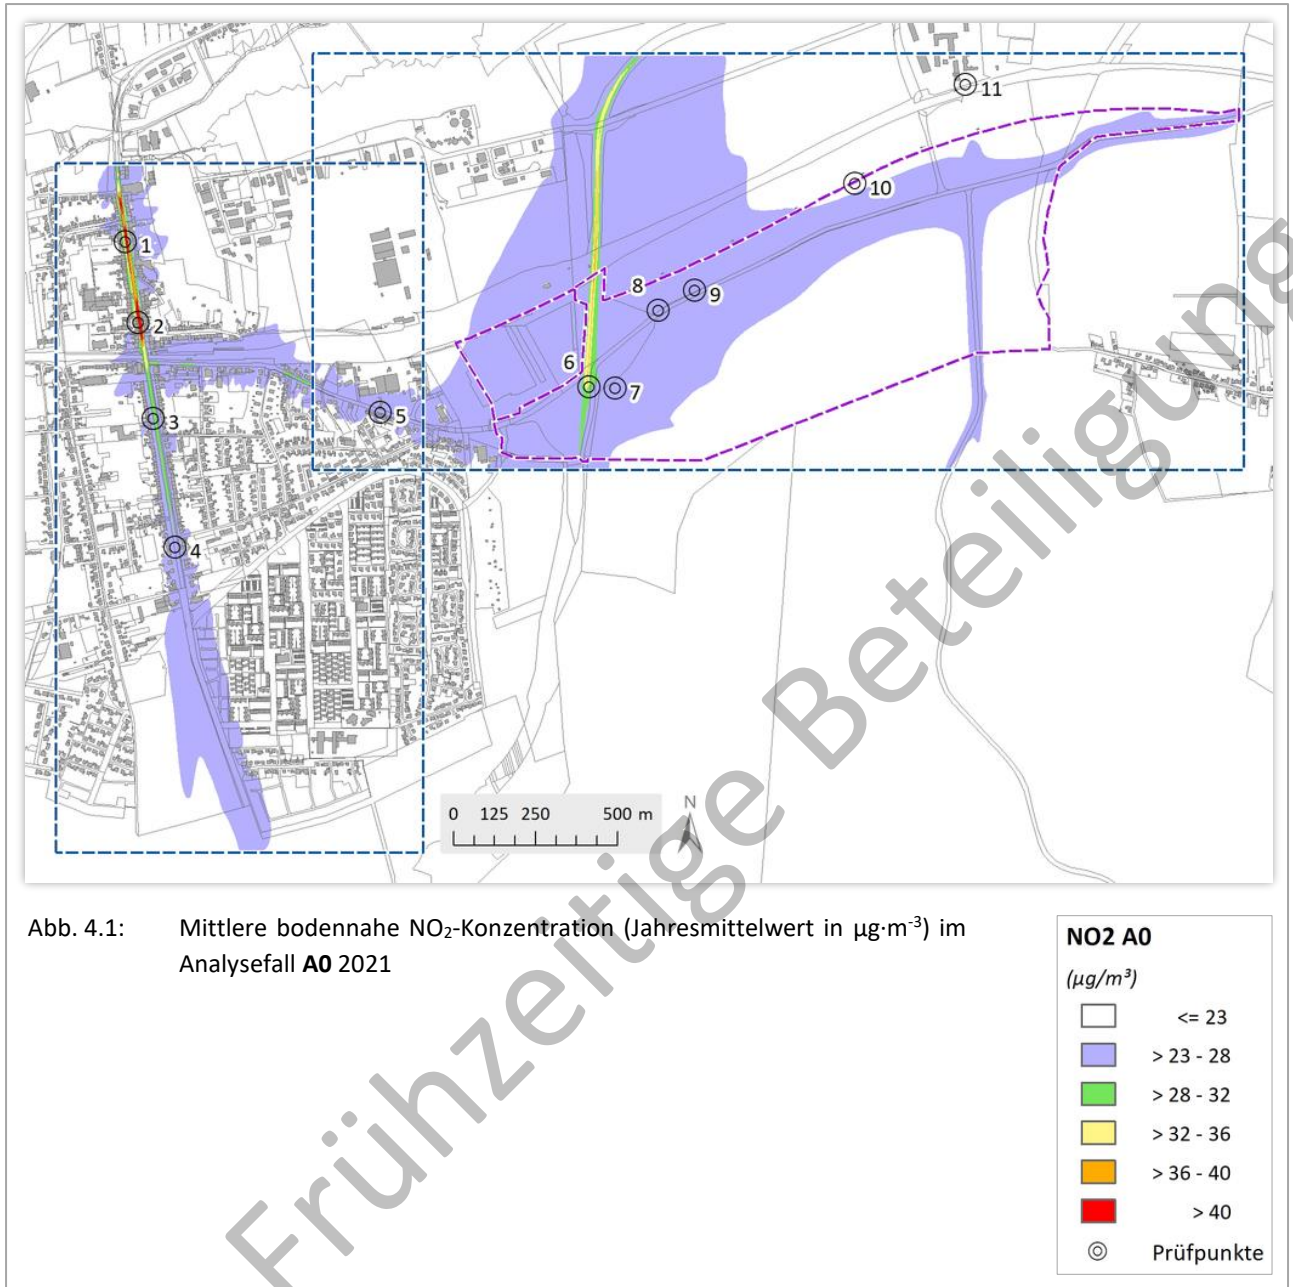 11
10
1
8
9
2
6
7
3
5
4
0 125 250 500 m
N
Abb. 4.1: Mittlere bodennahe NO₂-Konzentration (Jahresmittelwert in µg·m⁻³) im
Analysefall A0 2021
NO2 A0
(µg/m³)
<= 23
> 23 - 28
> 28 - 32
> 32 - 36
> 36 - 40
> 40
Prüfpunkte
Frühzeitige Beteiligung